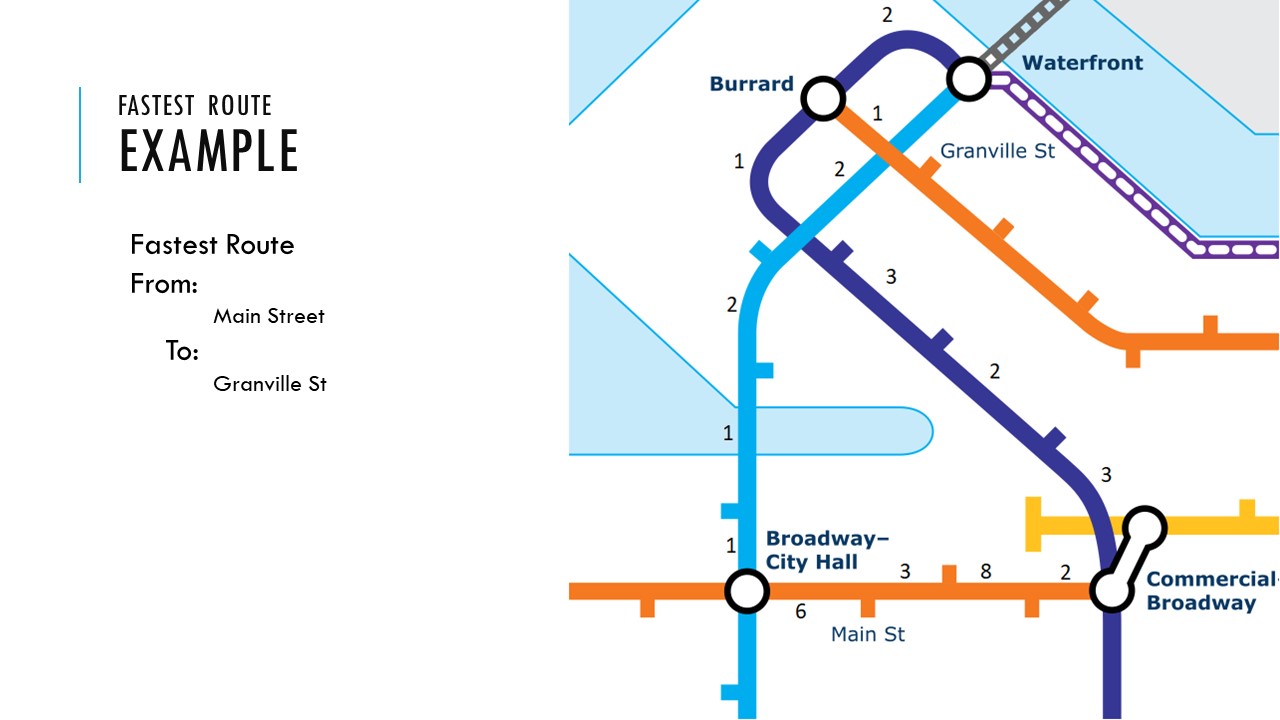 FASTEST ROUTE
EXAMPLE
Fastest Route
From:
Main Street
To:
Granville St
2
Waterfront
Burrard
1
Granville St
1
2
3
2
2
1
3
1
Broadway–
City Hall
3
8
2
6
Commercial-
Broadway
Main St